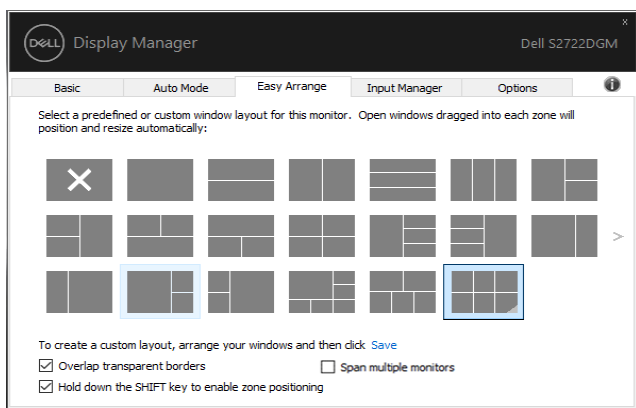 x
DELL Display Manager Dell S2722DGM
Basic Auto Mode Easy Arrange Input Manager Options i
Select a predefined or custom window layout for this monitor. Open windows dragged into each zone will
position and resize automatically:
>
To create a custom layout, arrange your windows and then click Save
Overlap transparent borders Span multiple monitors
Hold down the SHIFT key to enable zone positioning